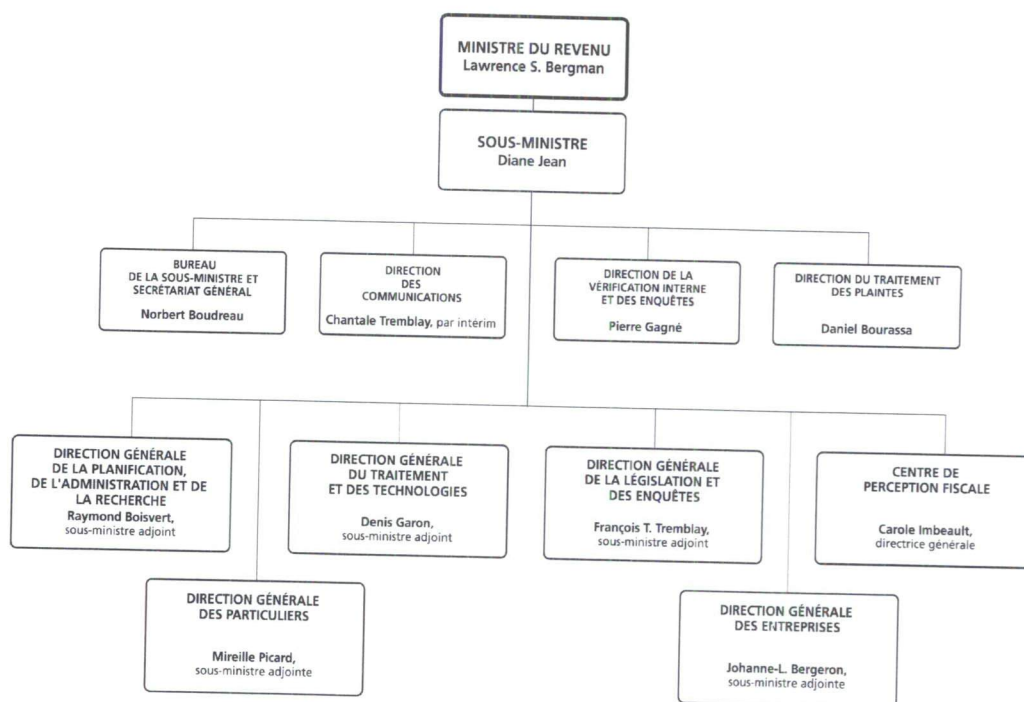 MINISTRE DU REVENU
Lawrence S. Bergman
SOUS-MINISTRE
Diane Jean
BUREAU
DE LA SOUS-MINISTRE ET
SECRÉTARIAT GÉNÉRAL
Norbert Boudreau
DIRECTION
DES
COMMUNICATIONS
Chantale Tremblay, par intérim
DIRECTION DE LA
VÉRIFICATION INTERNE
ET DES ENQUÊTES
Pierre Gagné
DIRECTION DU TRAITEMENT
DES PLAINTES
Daniel Bourassa
DIRECTION GÉNÉRALE
DE LA PLANIFICATION,
DE L'ADMINISTRATION ET DE
LA RECHERCHE
Raymond Boisvert,
sous-ministre adjoint
DIRECTION GÉNÉRALE
DU TRAITEMENT
ET DES TECHNOLOGIES
Denis Garon,
sous-ministre adjoint
DIRECTION GÉNÉRALE
DE LA LÉGISLATION ET
DES ENQUÊTES
François T. Tremblay,
sous-ministre adjoint
CENTRE DE
PERCEPTION FISCALE
Carole Imbeault,
directrice générale
DIRECTION GÉNÉRALE
DES PARTICULIERS
Mireille Picard,
sous-ministre adjointe
DIRECTION GÉNÉRALE
DES ENTREPRISES
Johanne-L. Bergeron,
sous-ministre adjointe